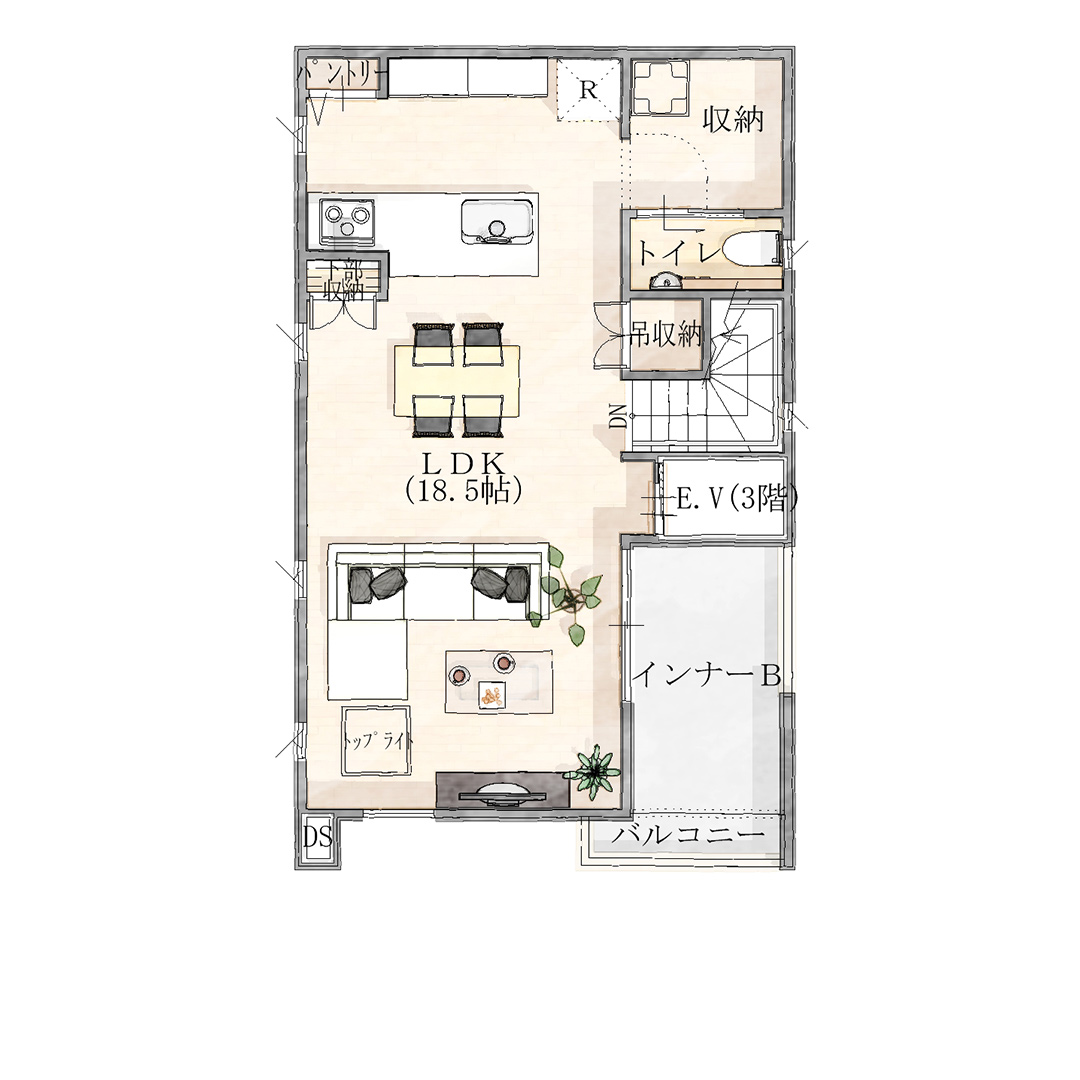 パントリー
R
収納
トイレ
下部
収納
吊収納
DN
LDK
(18.5帖)
E.V(3階)
インナーB
トップライト
DS
バルコニー